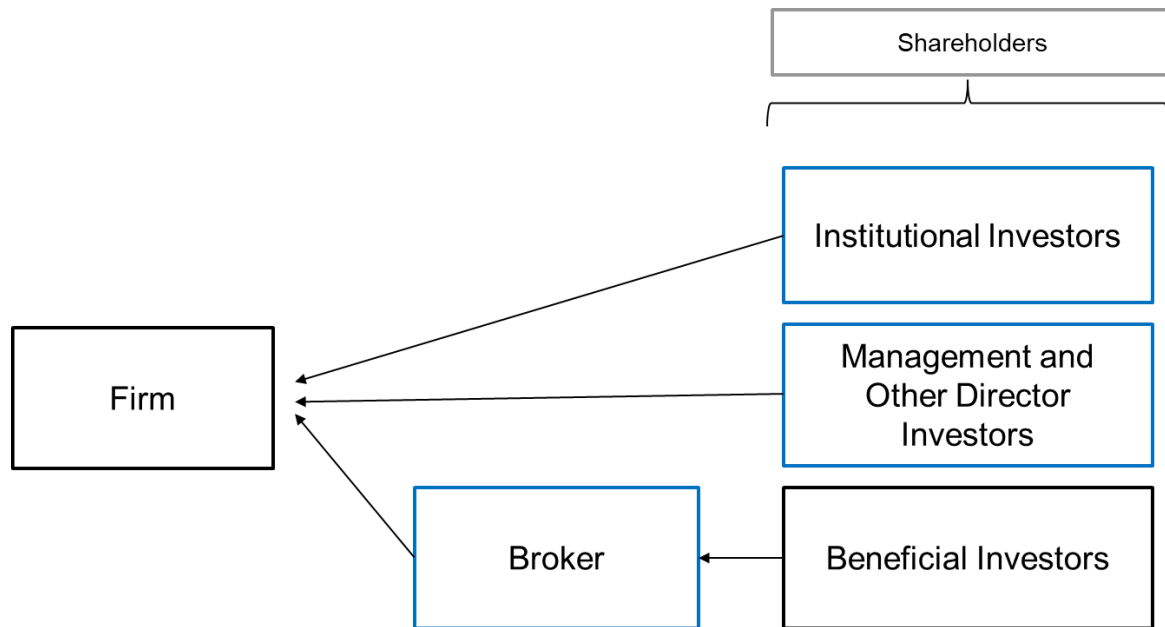 Shareholders
Institutional Investors
Management and
Other Director
Investors
Firm
Broker
Beneficial Investors